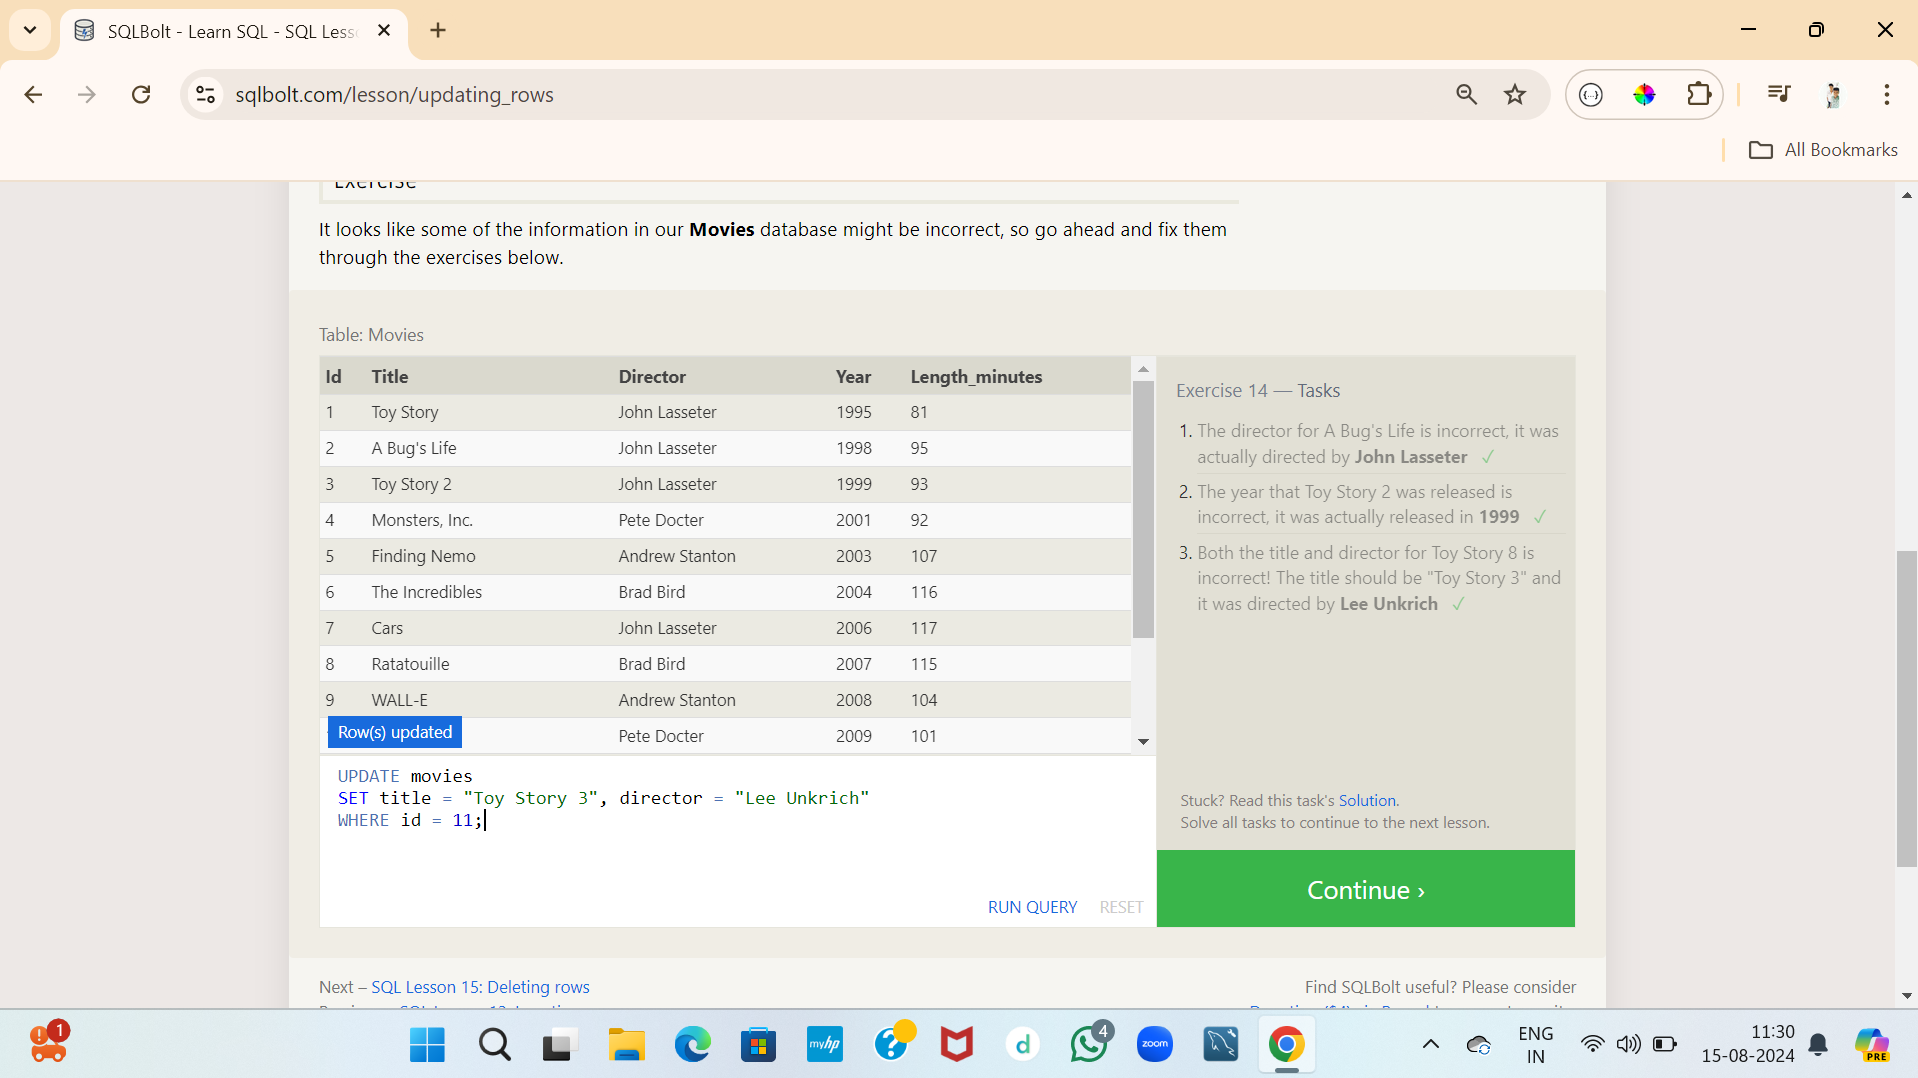 SQLBolt - Learn SQL - SQL Less
sqlbolt.com/lesson/updating_rows
All Bookmarks
Exercise
It looks like some of the information in our Movies database might be incorrect, so go ahead and fix them
through the exercises below.
Table: Movies
Id Title Director Year Length_minutes
1 Toy Story John Lasseter 1995 81
2 A Bug's Life John Lasseter 1998 95
3 Toy Story 2 John Lasseter 1999 93
4 Monsters, Inc. Pete Docter 2001 92
5 Finding Nemo Andrew Stanton 2003 107
6 The Incredibles Brad Bird 2004 116
7 Cars John Lasseter 2006 117
8 Ratatouille Brad Bird 2007 115
9 WALL-E Andrew Stanton 2008 104
Pete Docter 2009 101
Row(s) updated
UPDATE movies
SET title = "Toy Story 3", director = "Lee Unkrich"
WHERE id = 11;
RUN QUERY RESET
Exercise 14 — Tasks
1. The director for A Bug's Life is incorrect, it was
actually directed by John Lasseter ✓
2. The year that Toy Story 2 was released is
incorrect, it was actually released in 1999 ✓
3. Both the title and director for Toy Story 8 is
incorrect! The title should be "Toy Story 3" and
it was directed by Lee Unkrich ✓
Stuck? Read this task's Solution.
Solve all tasks to continue to the next lesson.
Continue ›
Next – SQL Lesson 15: Deleting rows
Find SQLBolt useful? Please consider
1
myhp
d
4
zoom
ENG
IN
11:30
15-08-2024
PRE